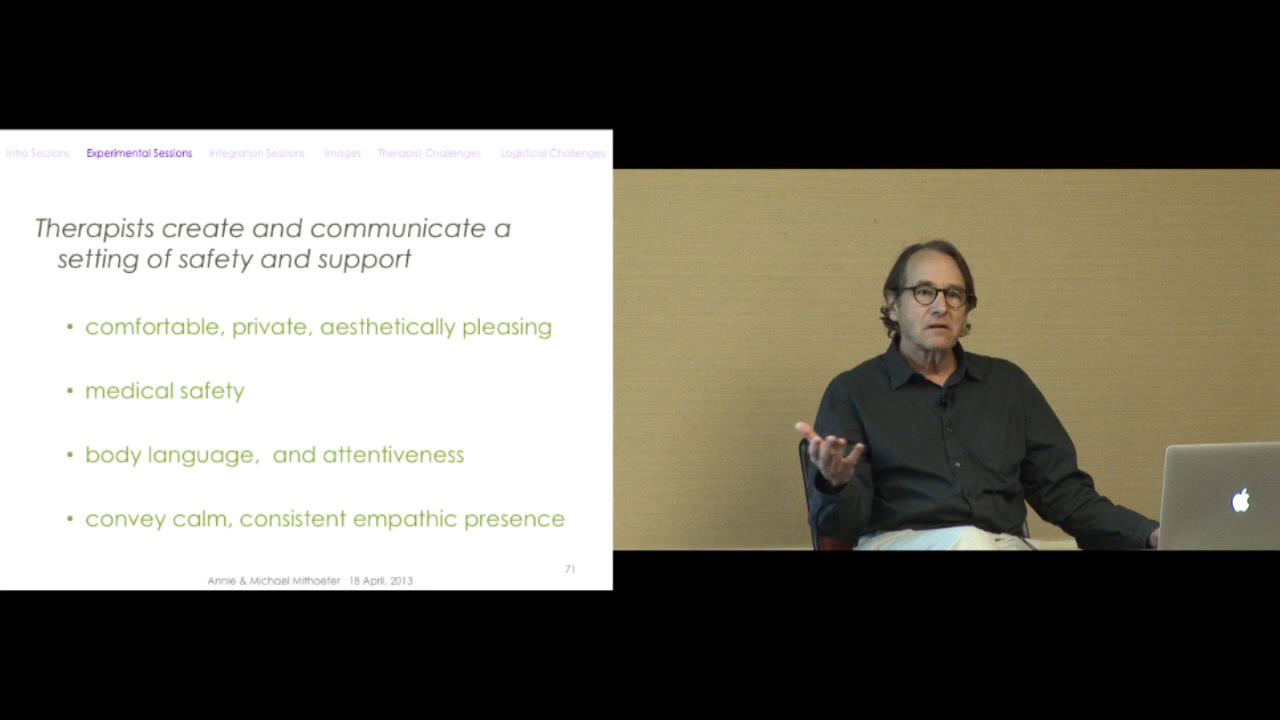 Intro Sessions Experimental Sessions Integration Sessions Images Therapist Challenges Logistical Challenges
Therapists create and communicate a
setting of safety and support
• comfortable, private, aesthetically pleasing
• medical safety
• body language, and attentiveness
• convey calm, consistent empathic presence
71
Annie & Michael Mithoefer 18 April, 2013